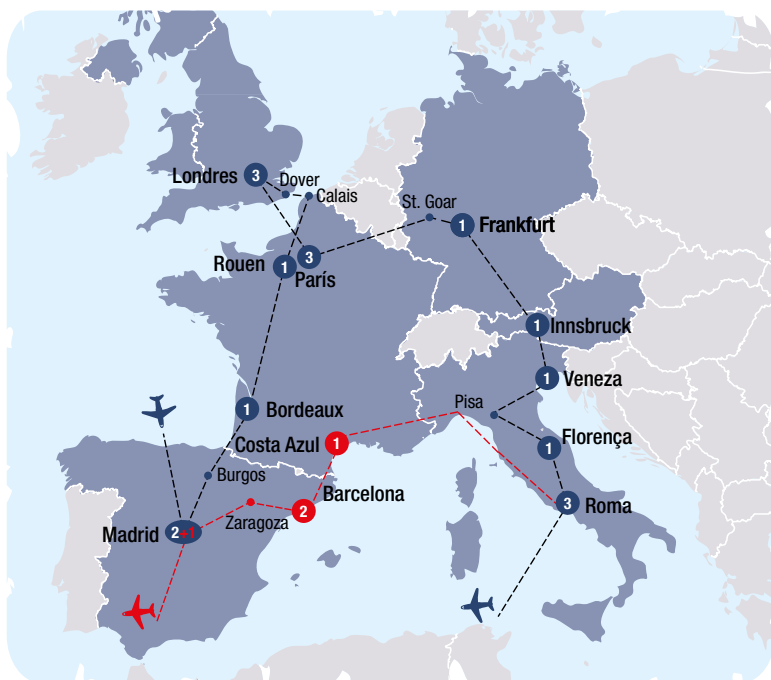 Londres 3
Dover
Calais
St. Goar
1 Frankfurt
Rouen 1
3
París
1 Innsbruck
1 Veneza
Pisa
1 Bordeaux
Costa Azul 1
Florença
1
Burgos
Barcelona
2
Zaragoza
3 Roma
Madrid 2+1